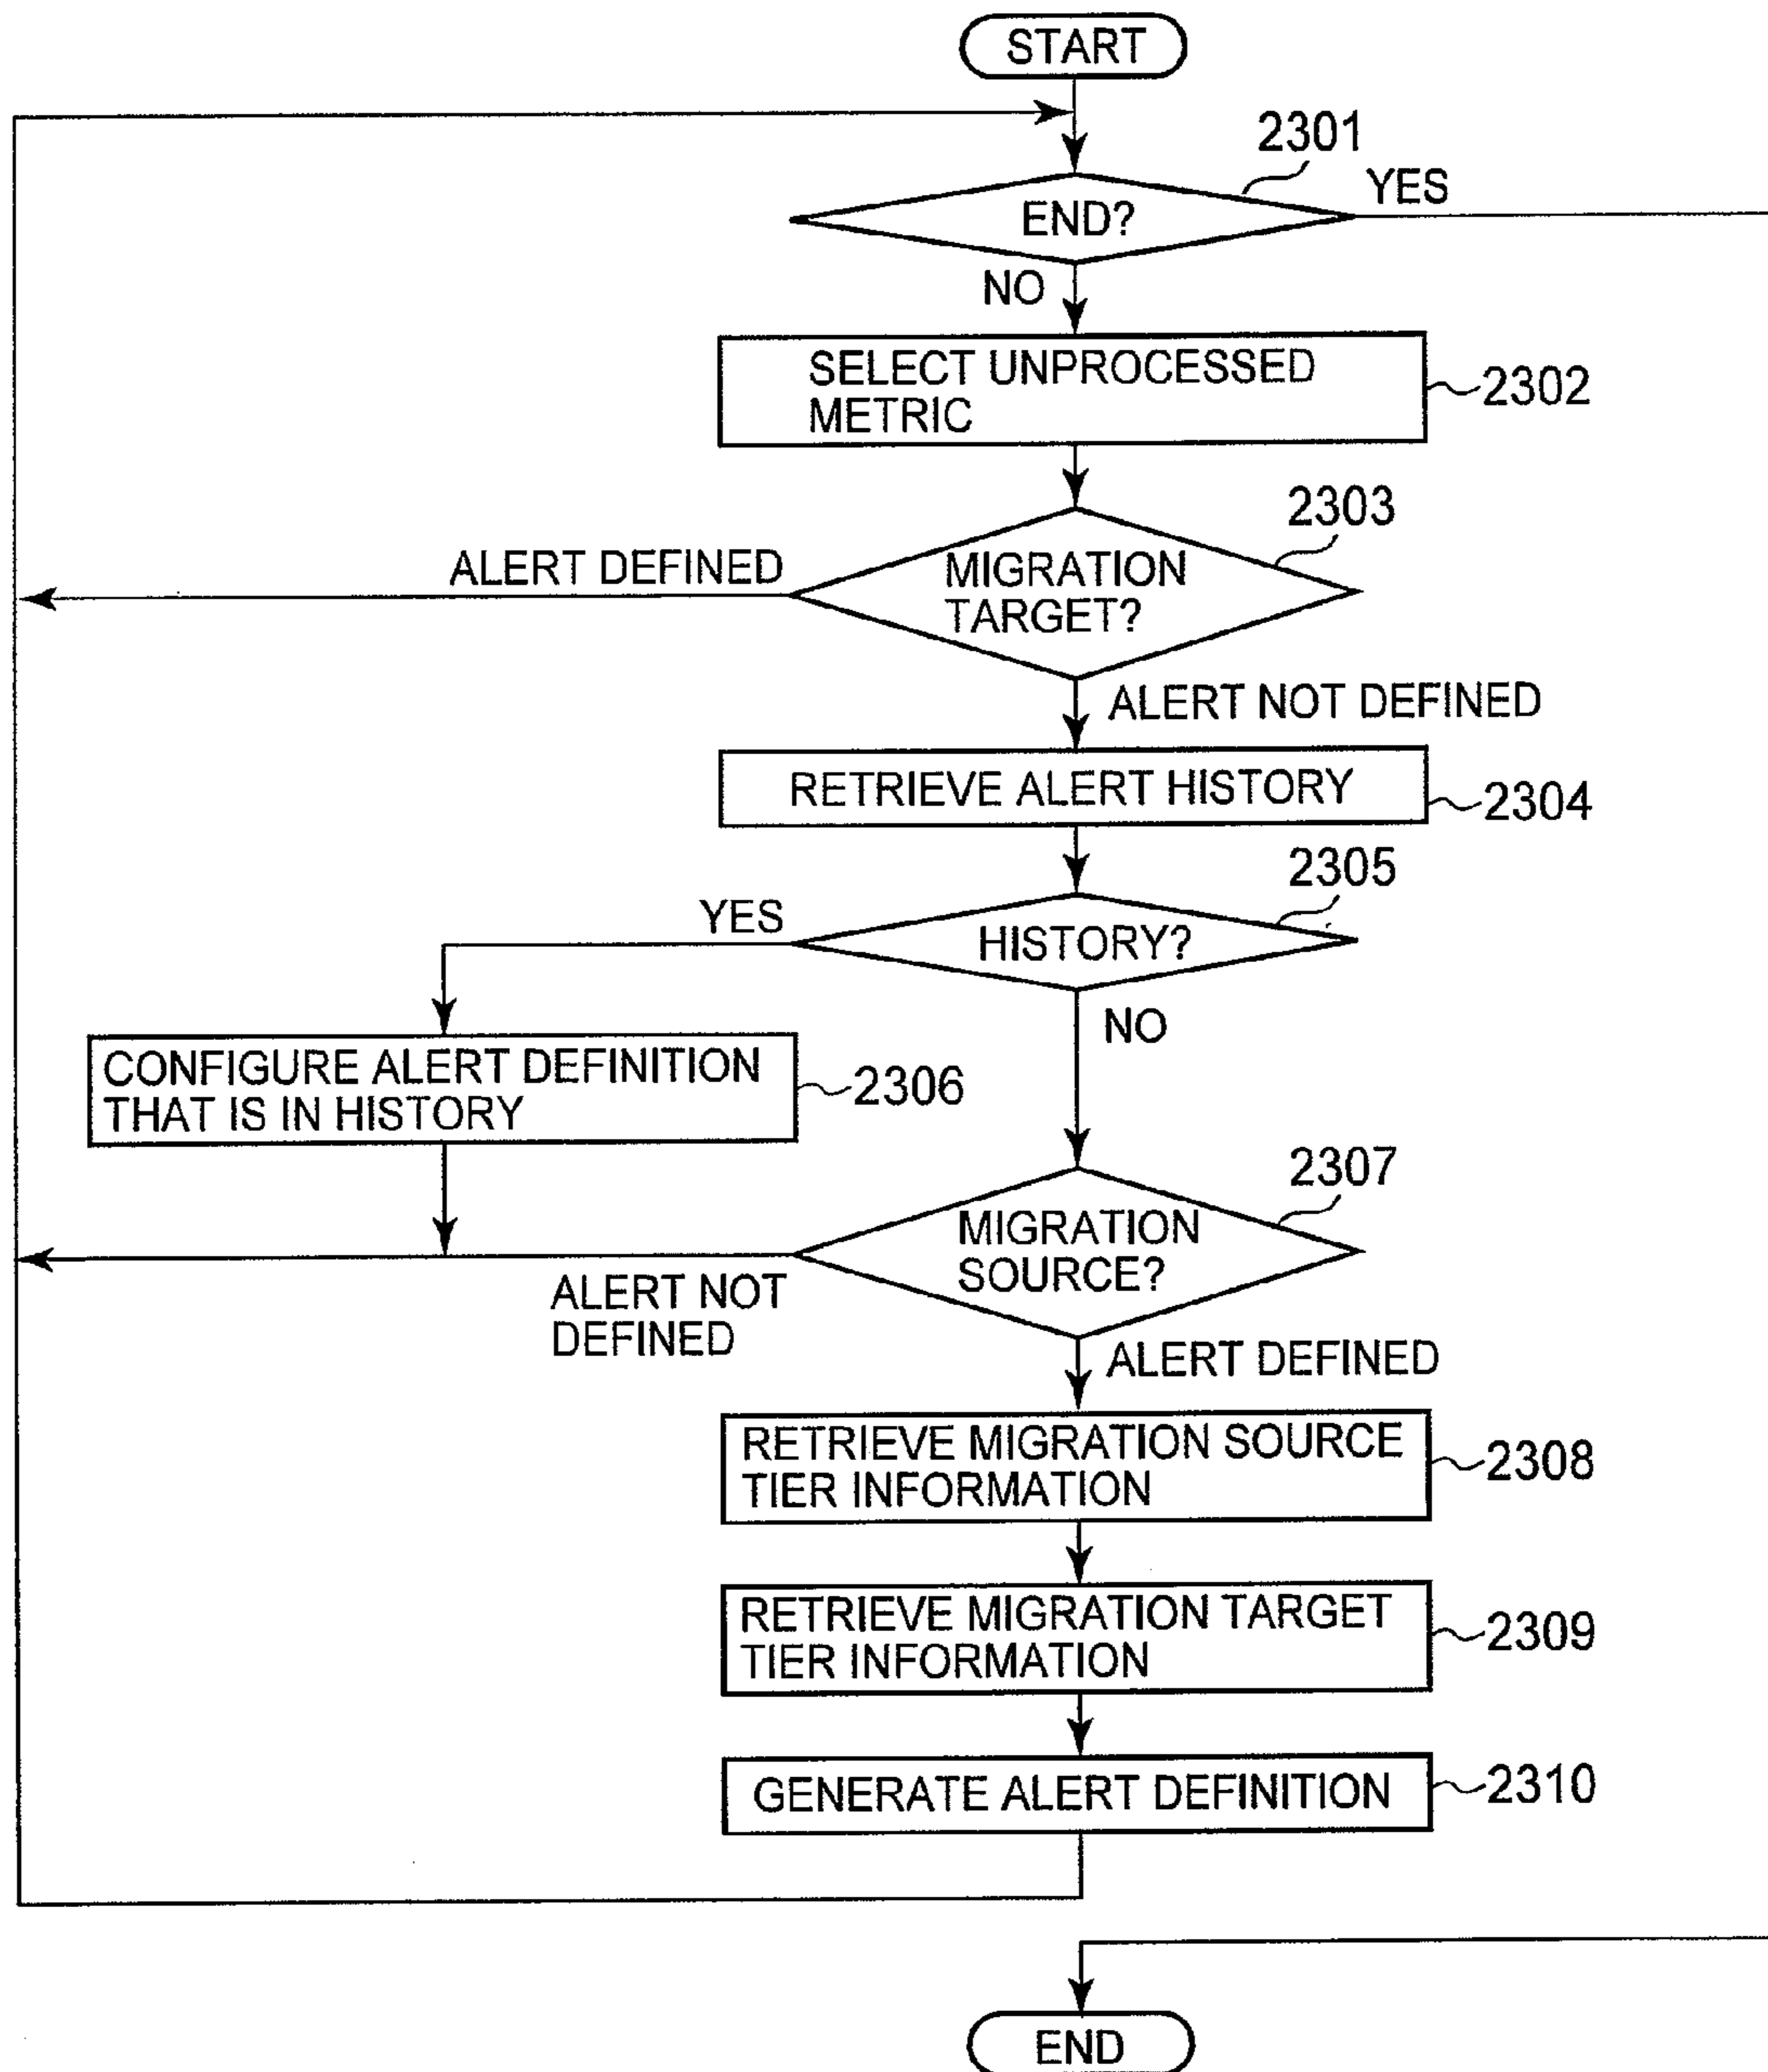 START
2301
YES
END?
NO
SELECT UNPROCESSED
METRIC
2302
2303
ALERT DEFINED
MIGRATION
TARGET?
ALERT NOT DEFINED
RETRIEVE ALERT HISTORY
2304
2305
YES
HISTORY?
NO
CONFIGURE ALERT DEFINITION
THAT IS IN HISTORY
2306
2307
MIGRATION
SOURCE?
ALERT NOT
DEFINED
ALERT DEFINED
RETRIEVE MIGRATION SOURCE
TIER INFORMATION
2308
RETRIEVE MIGRATION TARGET
TIER INFORMATION
2309
GENERATE ALERT DEFINITION
2310
END